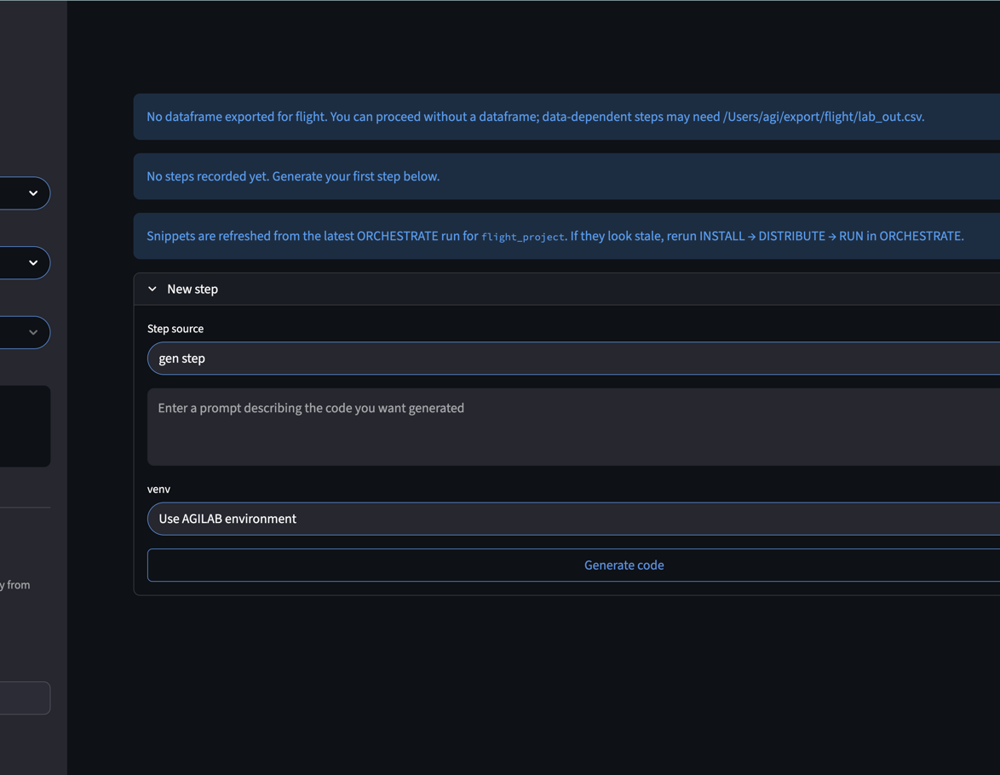 No dataframe exported for flight. You can proceed without a dataframe; data-dependent steps may need /Users/agi/export/flight/lab_out.csv.
No steps recorded yet. Generate your first step below.
Snippets are refreshed from the latest ORCHESTRATE run for flight_project. If they look stale, rerun INSTALL → DISTRIBUTE → RUN in ORCHESTRATE.
New step
Step source
gen step
Enter a prompt describing the code you want generated
venv
Use AGILAB environment
Generate code
y from